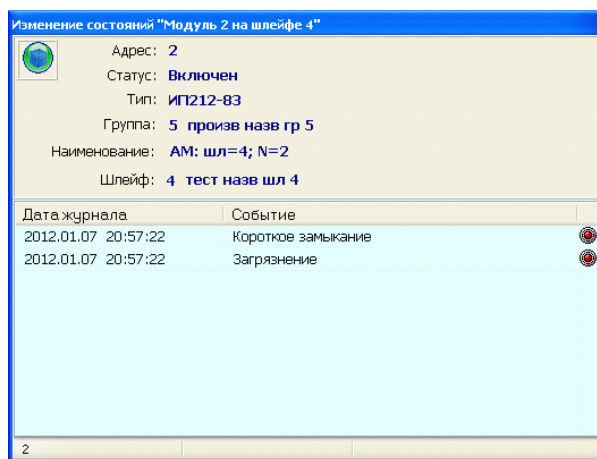 Изменение состояний "Модуль 2 на шлейфе 4"
Адрес: 2
Статус: Включен
Тип: ИП212-83
Группа: 5 произв назв гр 5
Наименование: АМ: шл=4; N=2
Шлейф: 4 тест назв шл 4
Дата журнала Событие
2012.01.07 20:57:22 Короткое замыкание
2012.01.07 20:57:22 Загрязнение
2